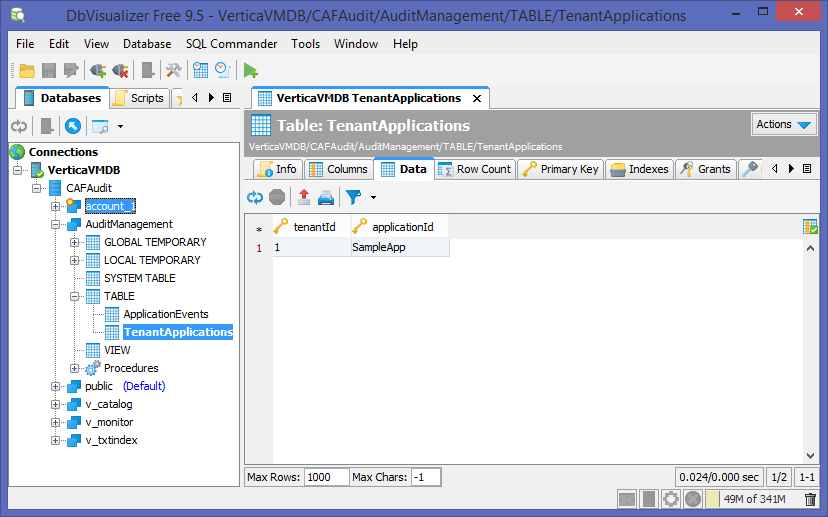 DbVisualizer Free 9.5 - VerticaVMDB/CAFAudit/AuditManagement/TABLE/TenantApplications
File Edit View Database SQL Commander Tools Window Help
Databases Scripts
VerticaVMDB TenantApplications
Table: TenantApplications
Actions
VerticaVMDB/CAFAudit/AuditManagement/TABLE/TenantApplications
Info Columns Data Row Count Primary Key Indexes Grants
Connections
VerticaVMDB
CAFAudit
account_1
AuditManagement
GLOBAL TEMPORARY
LOCAL TEMPORARY
SYSTEM TABLE
TABLE
ApplicationEvents
TenantApplications
VIEW
Procedures
public (Default)
v_catalog
v_monitor
v_txtindex
* tenantId applicationId
1 1 SampleApp
Max Rows: 1000 Max Chars: -1 0.024/0.000 sec 1/2 1-1
49M of 341M